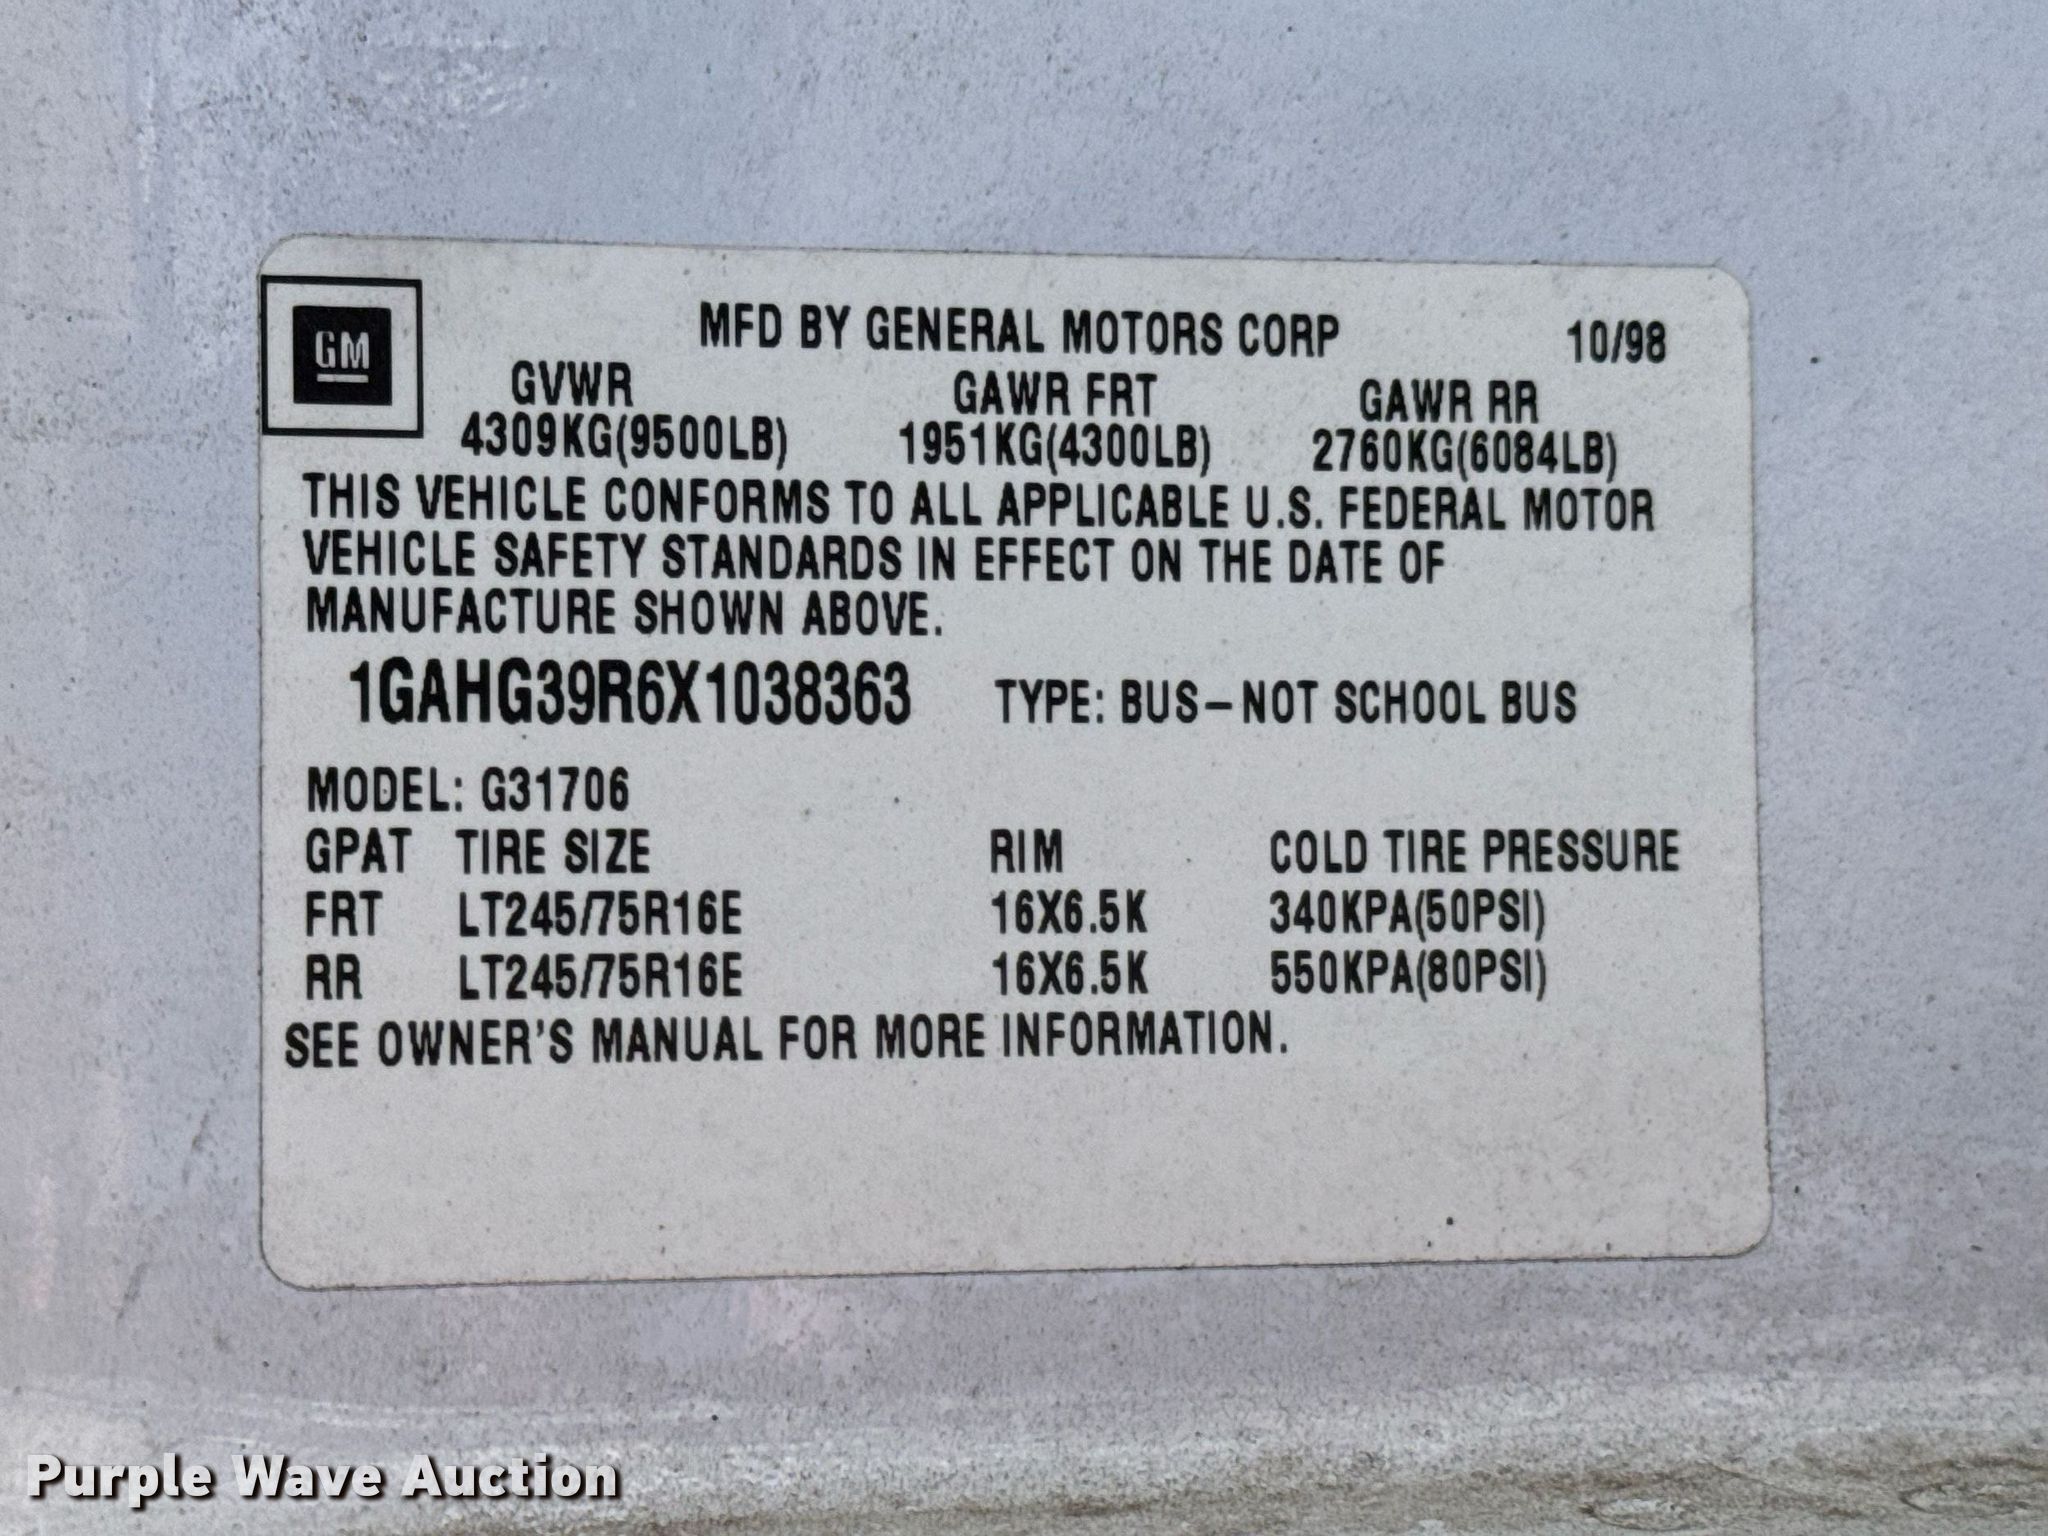 GM
MFD BY GENERAL MOTORS CORP 10/98
GVWR GAWR FRT GAWR RR
4309KG(9500LB) 1951KG(4300LB) 2760KG(6084LB)
THIS VEHICLE CONFORMS TO ALL APPLICABLE U.S. FEDERAL MOTOR
VEHICLE SAFETY STANDARDS IN EFFECT ON THE DATE OF
MANUFACTURE SHOWN ABOVE.
1GAHG39R6X1038363 TYPE: BUS–NOT SCHOOL BUS
MODEL: G31706
GPAT TIRE SIZE RIM COLD TIRE PRESSURE
FRT LT245/75R16E 16X6.5K 340KPA(50PSI)
RR LT245/75R16E 16X6.5K 550KPA(80PSI)
SEE OWNER'S MANUAL FOR MORE INFORMATION.
Purple Wave Auction